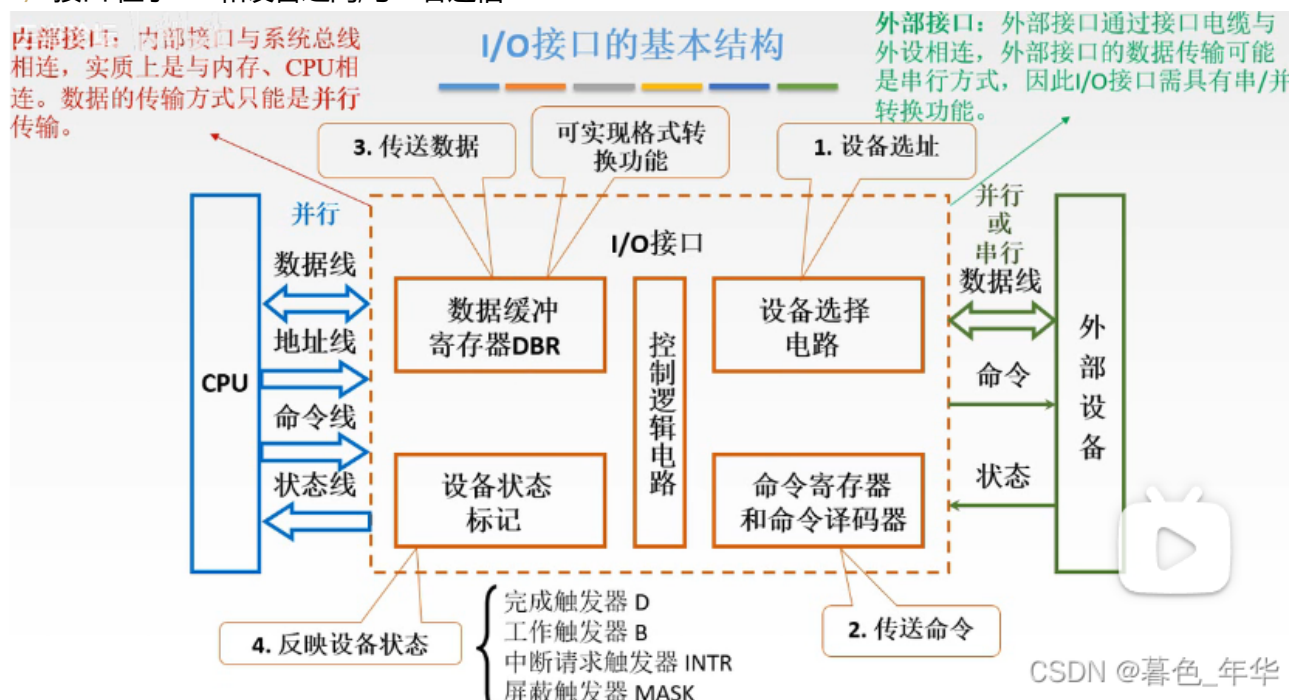 I/O接口的基本结构
内部接口：内部接口与系统总线
相连，实质上是与内存、CPU相
连。数据的传输方式只能是并行
传输。
外部接口：外部接口通过接口电缆与
外设相连，外部接口的数据传输可能
是串行方式，因此I/O接口需具有串/并
转换功能。
3. 传送数据
可实现格式转
换功能
1. 设备选址
并行
数据线
地址线
命令线
状态线
CPU
I/O接口
数据缓冲
寄存器DBR
控制逻辑电路
设备选择
电路
设备状态
标记
命令寄存器
和命令译码器
并行
或
串行
数据线
命令
状态
外部设备
4. 反映设备状态
完成触发器 D
工作触发器 B
中断请求触发器 INTR
屏蔽触发器 MASK
2. 传送命令
CSDN @暮色_年华